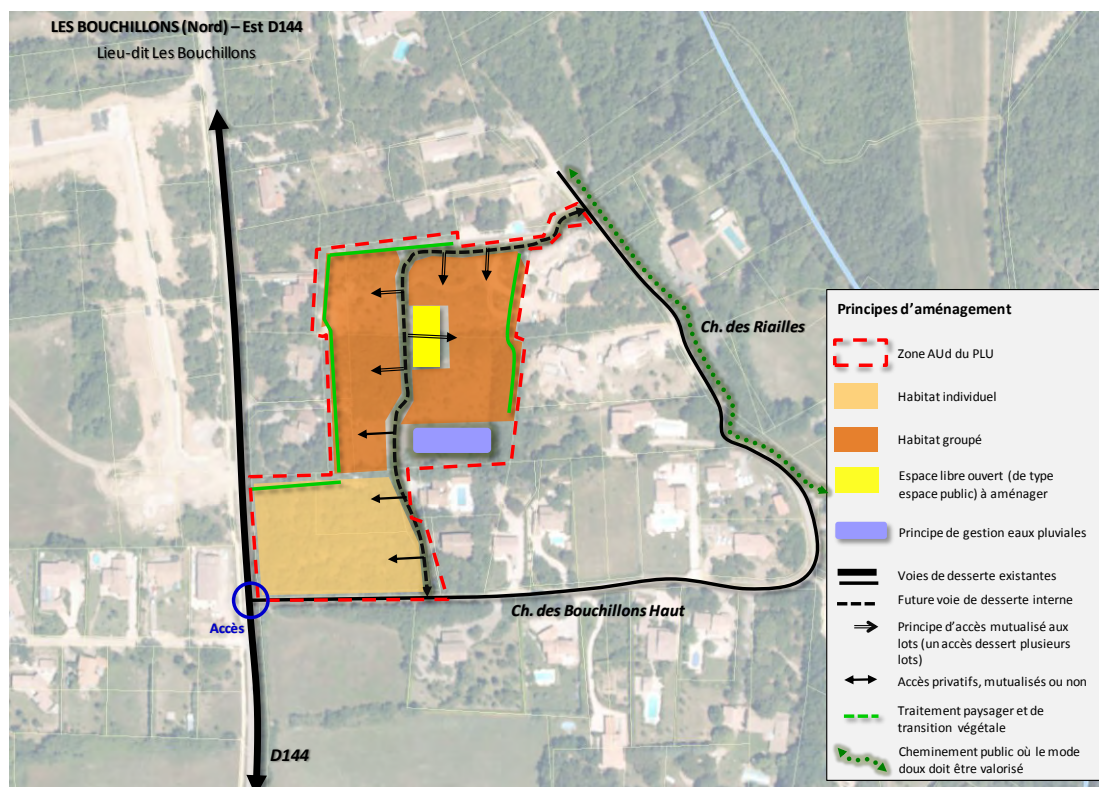 LES BOUCHILLONS (Nord) – Est D144
Lieu-dit Les Bouchillons
Ch. des Riailles
Ch. des Bouchillons Haut
Accès
D144
Principes d’aménagement
Zone AUd du PLU
Habitat individuel
Habitat groupé
Espace libre ouvert (de type
espace public) à aménager
Principe de gestion eaux pluviales
Voies de desserte existantes
Future voie de desserte interne
Principe d’accès mutualisé aux
lots (un accès dessert plusieurs
lots)
Accès privatifs, mutualisés ou non
Traitement paysager et de
transition végétale
Cheminement public où le mode
doux doit être valorisé